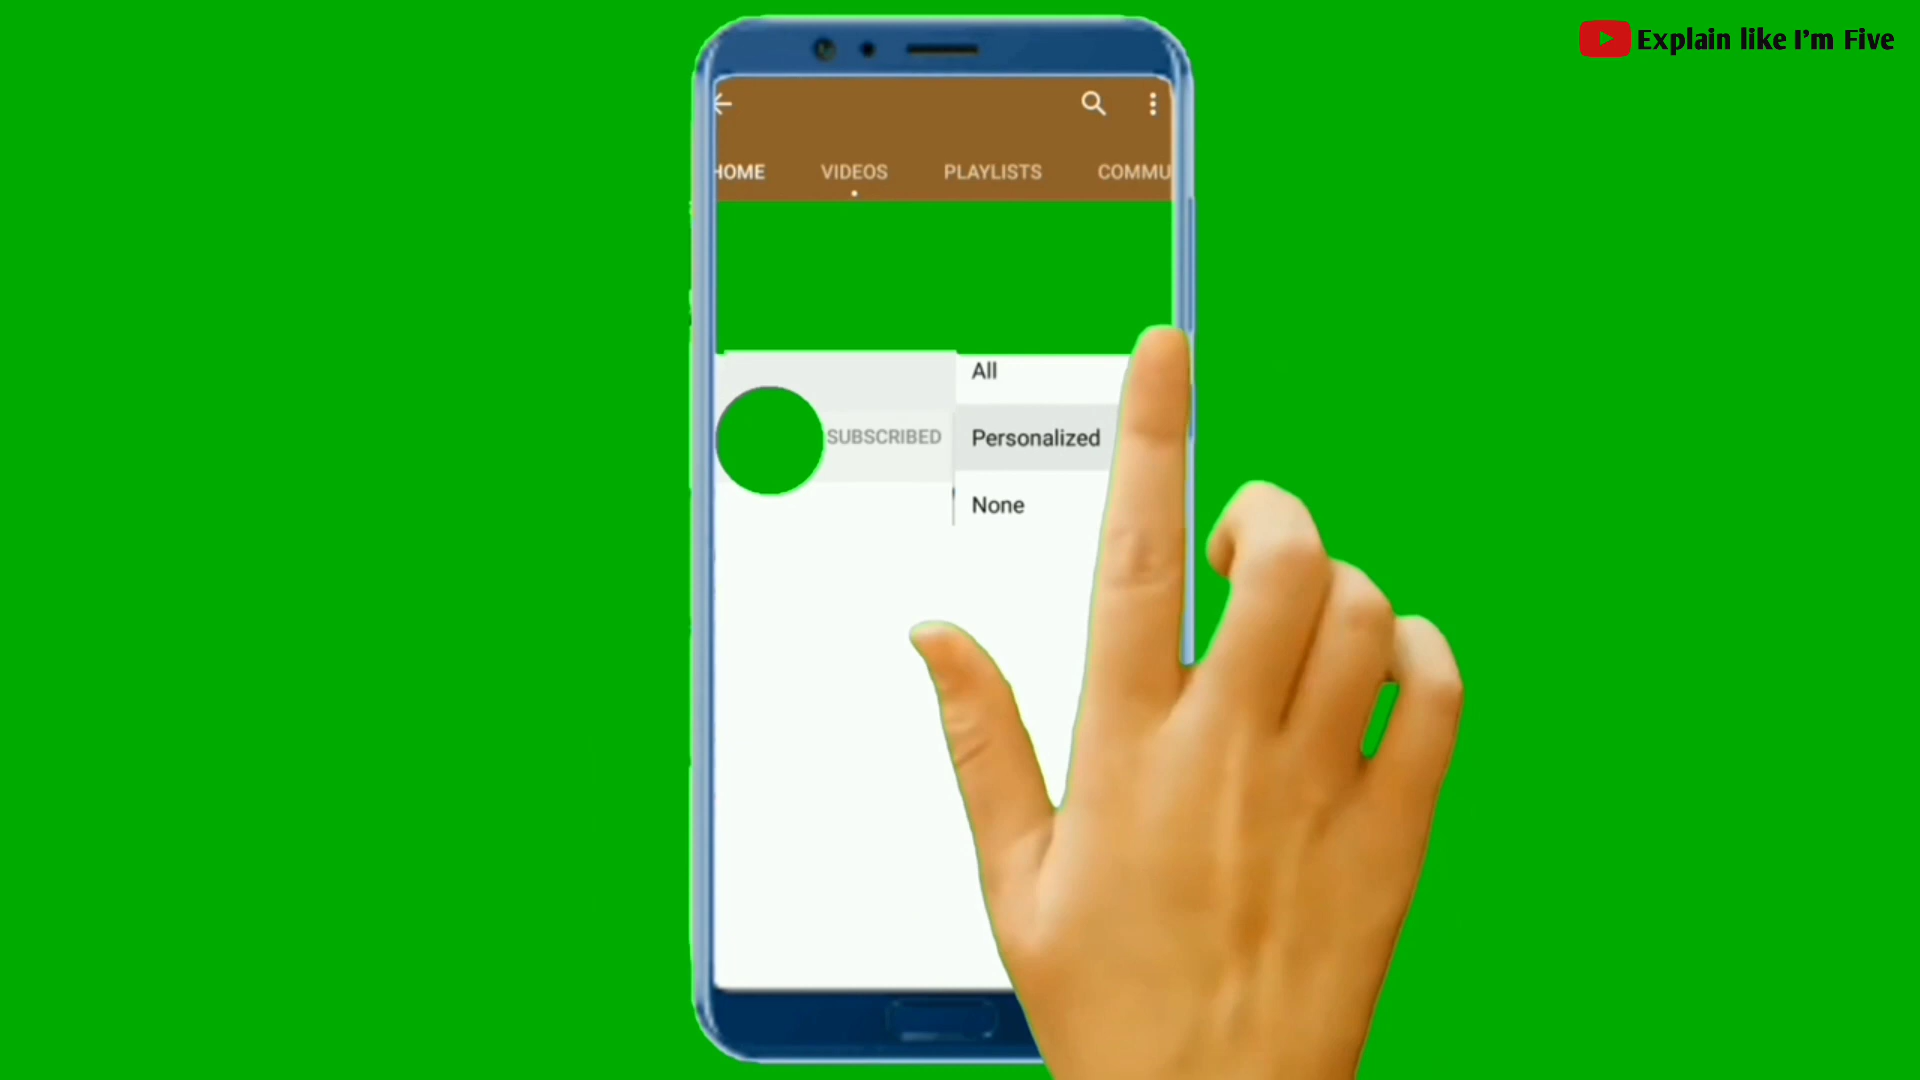 Explain like I'm Five
HOME VIDEOS PLAYLISTS COMMU
All
SUBSCRIBED Personalized
None